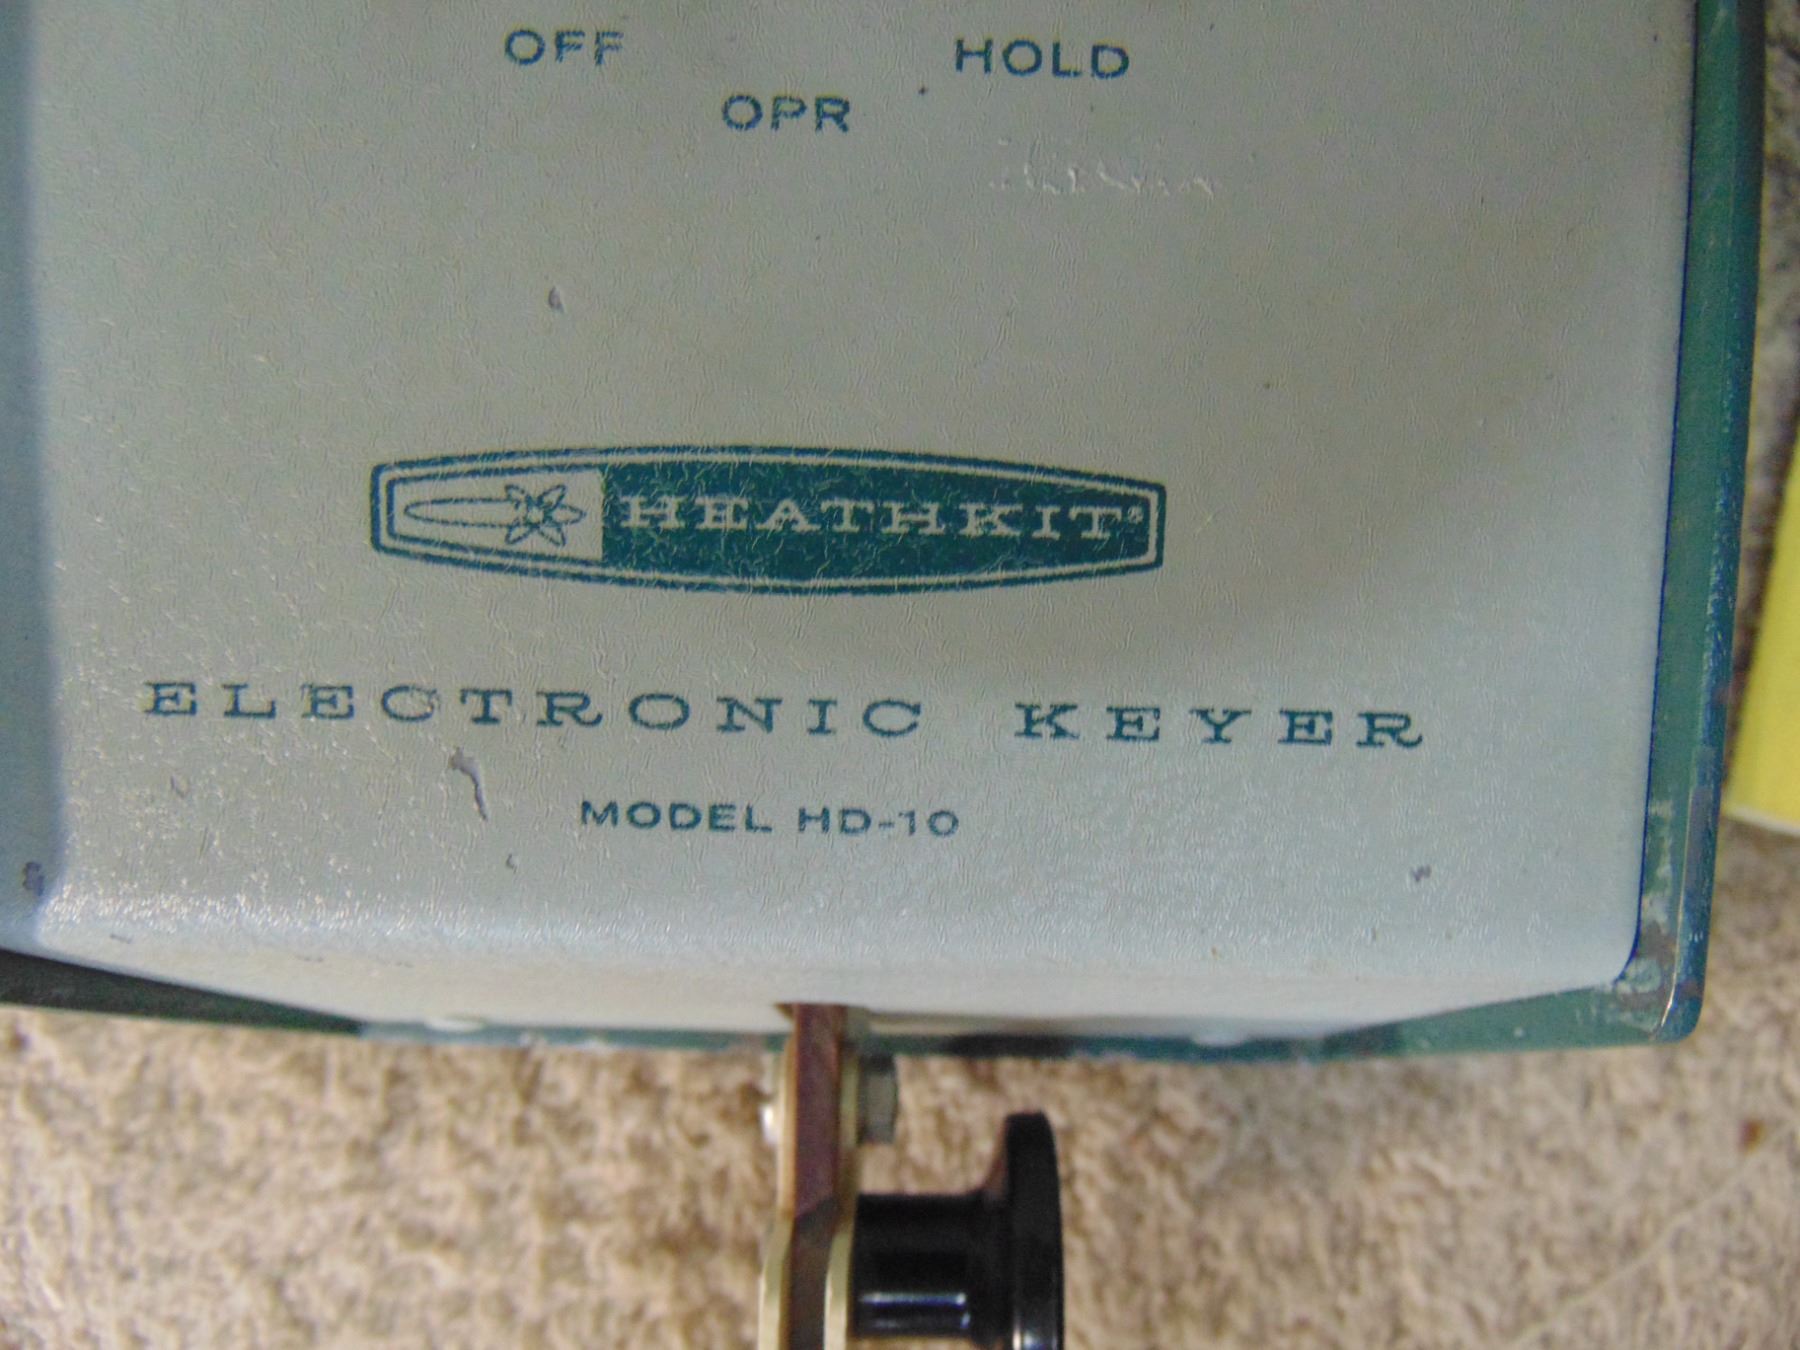 OFF HOLD
OPR
HEATHKIT®
ELECTRONIC KEYER
MODEL HD-10